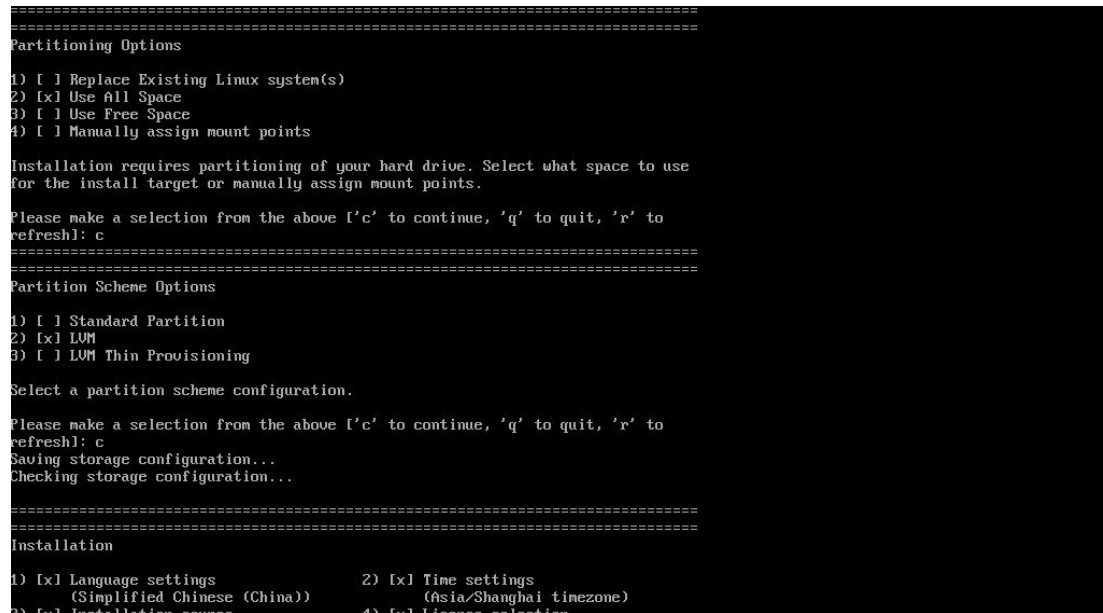 ================================================================================
================================================================================
Partitioning Options
1) [ ] Replace Existing Linux system(s)
2) [x] Use All Space
3) [ ] Use Free Space
4) [ ] Manually assign mount points
Installation requires partitioning of your hard drive. Select what space to use
for the install target or manually assign mount points.
Please make a selection from the above ['c' to continue, 'q' to quit, 'r' to
refresh]: c
================================================================================
================================================================================
Partition Scheme Options
1) [ ] Standard Partition
2) [x] LVM
3) [ ] LVM Thin Provisioning
Select a partition scheme configuration.
Please make a selection from the above ['c' to continue, 'q' to quit, 'r' to
refresh]: c
Saving storage configuration...
Checking storage configuration...
================================================================================
================================================================================
Installation
1) [x] Language settings 2) [x] Time settings
(Simplified Chinese (China)) (Asia/Shanghai timezone)